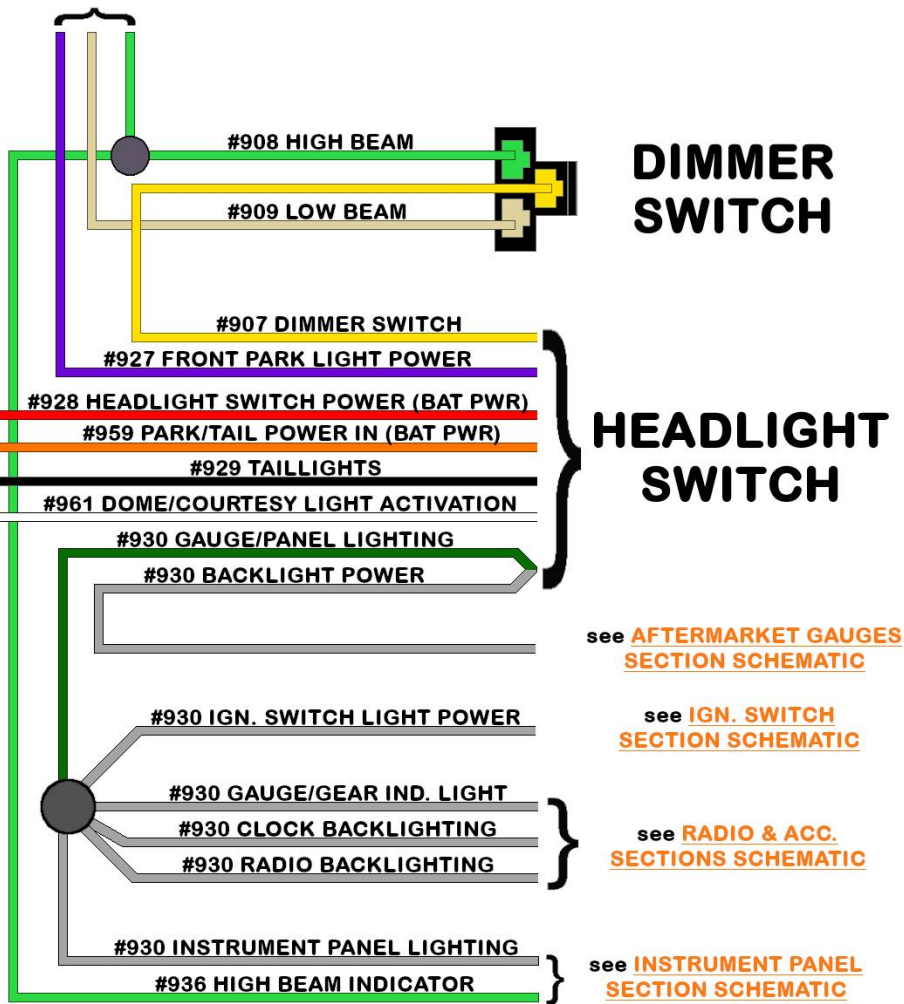 #908 HIGH BEAM
DIMMER
SWITCH
#909 LOW BEAM
#907 DIMMER SWITCH
#927 FRONT PARK LIGHT POWER
#928 HEADLIGHT SWITCH POWER (BAT PWR)
#959 PARK/TAIL POWER IN (BAT PWR)
HEADLIGHT
SWITCH
#929 TAILLIGHTS
#961 DOME/COURTESY LIGHT ACTIVATION
#930 GAUGE/PANEL LIGHTING
#930 BACKLIGHT POWER
see AFTERMARKET GAUGES
SECTION SCHEMATIC
#930 IGN. SWITCH LIGHT POWER
see IGN. SWITCH
SECTION SCHEMATIC
#930 GAUGE/GEAR IND. LIGHT
#930 CLOCK BACKLIGHTING
#930 RADIO BACKLIGHTING
see RADIO & ACC.
SECTIONS SCHEMATIC
#930 INSTRUMENT PANEL LIGHTING
#936 HIGH BEAM INDICATOR
see INSTRUMENT PANEL
SECTION SCHEMATIC